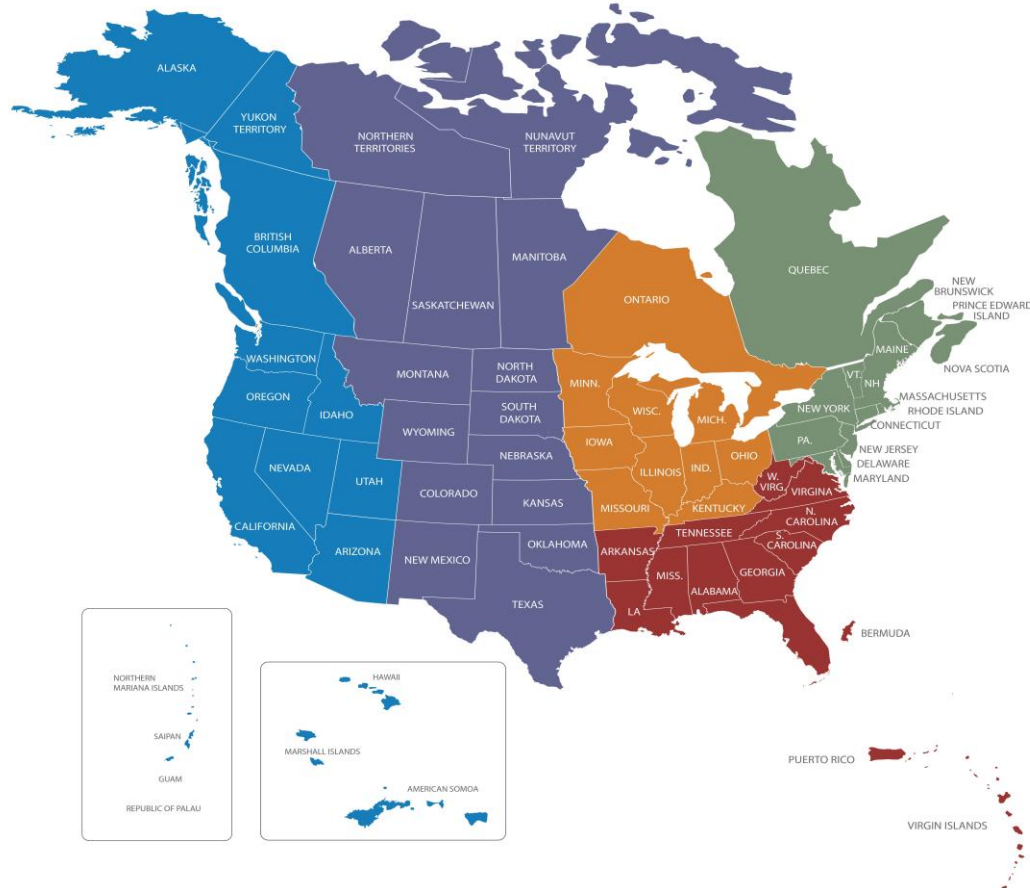 ALASKA
YUKON
TERRITORY
NORTHERN
TERRITORIES
NUNAVUT
TERRITORY
BRITISH
COLUMBIA
ALBERTA
SASKATCHEWAN
MANITOBA
ONTARIO
QUEBEC
NEW
BRUNSWICK
PRINCE EDWARD
ISLAND
NOVA SCOTIA
MAINE
VT.
NH
MASSACHUSETTS
RHODE ISLAND
CONNECTICUT
NEW YORK
PA.
NEW JERSEY
DELAWARE
MARYLAND
WASHINGTON
OREGON
IDAHO
MONTANA
NORTH
DAKOTA
SOUTH
DAKOTA
WYOMING
NEBRASKA
NEVADA
UTAH
COLORADO
KANSAS
CALIFORNIA
ARIZONA
NEW MEXICO
OKLAHOMA
TEXAS
MINN.
WISC.
MICH.
IOWA
ILLINOIS
IND.
OHIO
MISSOURI
KENTUCKY
W.
VIRG.
VIRGINA
N.
CAROLINA
TENNESSEE
S.
CAROLINA
ARKANSAS
MISS.
ALABAMA
GEORGIA
LA
BERMUDA
NORTHERN
MARIANA ISLANDS
SAIPAN
GUAM
REPUBLIC OF PALAU
HAWAII
MARSHALL ISLANDS
AMERICAN SOMOA
PUERTO RICO
VIRGIN ISLANDS